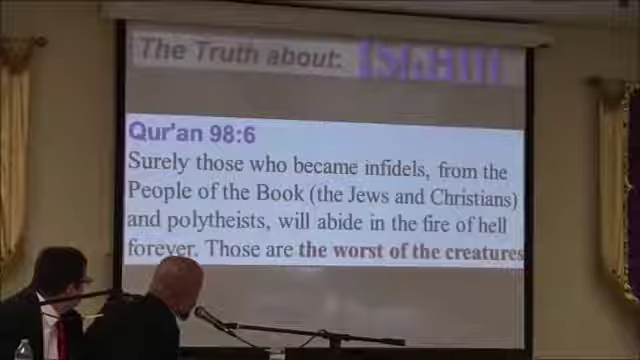 The Truth about: ISLAM
Qur'an 98:6
Surely those who became infidels, from the
People of the Book (the Jews and Christians)
and polytheists, will abide in the fire of hell
forever. Those are the worst of the creatures